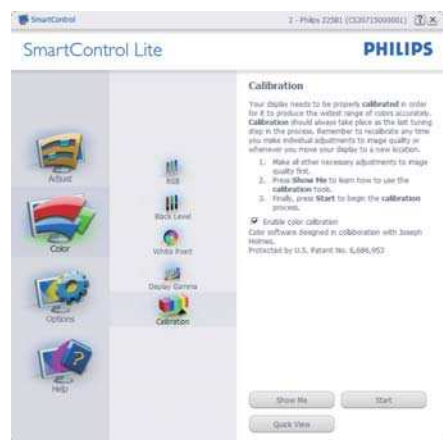 SmartControl
2 - Philips 225B1 (CS20715000001)
SmartControl Lite
PHILIPS
Adjust
Color
Options
Help
RGB
Black Level
White Point
Display Gamma
Calibration
Calibration
Your display needs to be properly calibrated in order
for it to produce the widest range of colors accurately.
Calibration should always take place as the last tuning
step in the process. Remember to recalibrate any time
you make individual adjustments to image quality or
whenever you move your display to a new location.
1. Make all other necessary adjustments to image
quality first.
2. Press Show Me to learn how to use the
calibration tools.
3. Finally, press Start to begin the calibration
process.
Enable color calibration
Color software designed in collaboration with Joseph
Holmes.
Protected by U.S. Patent No. 6,686,953
Show Me
Start
Quick View